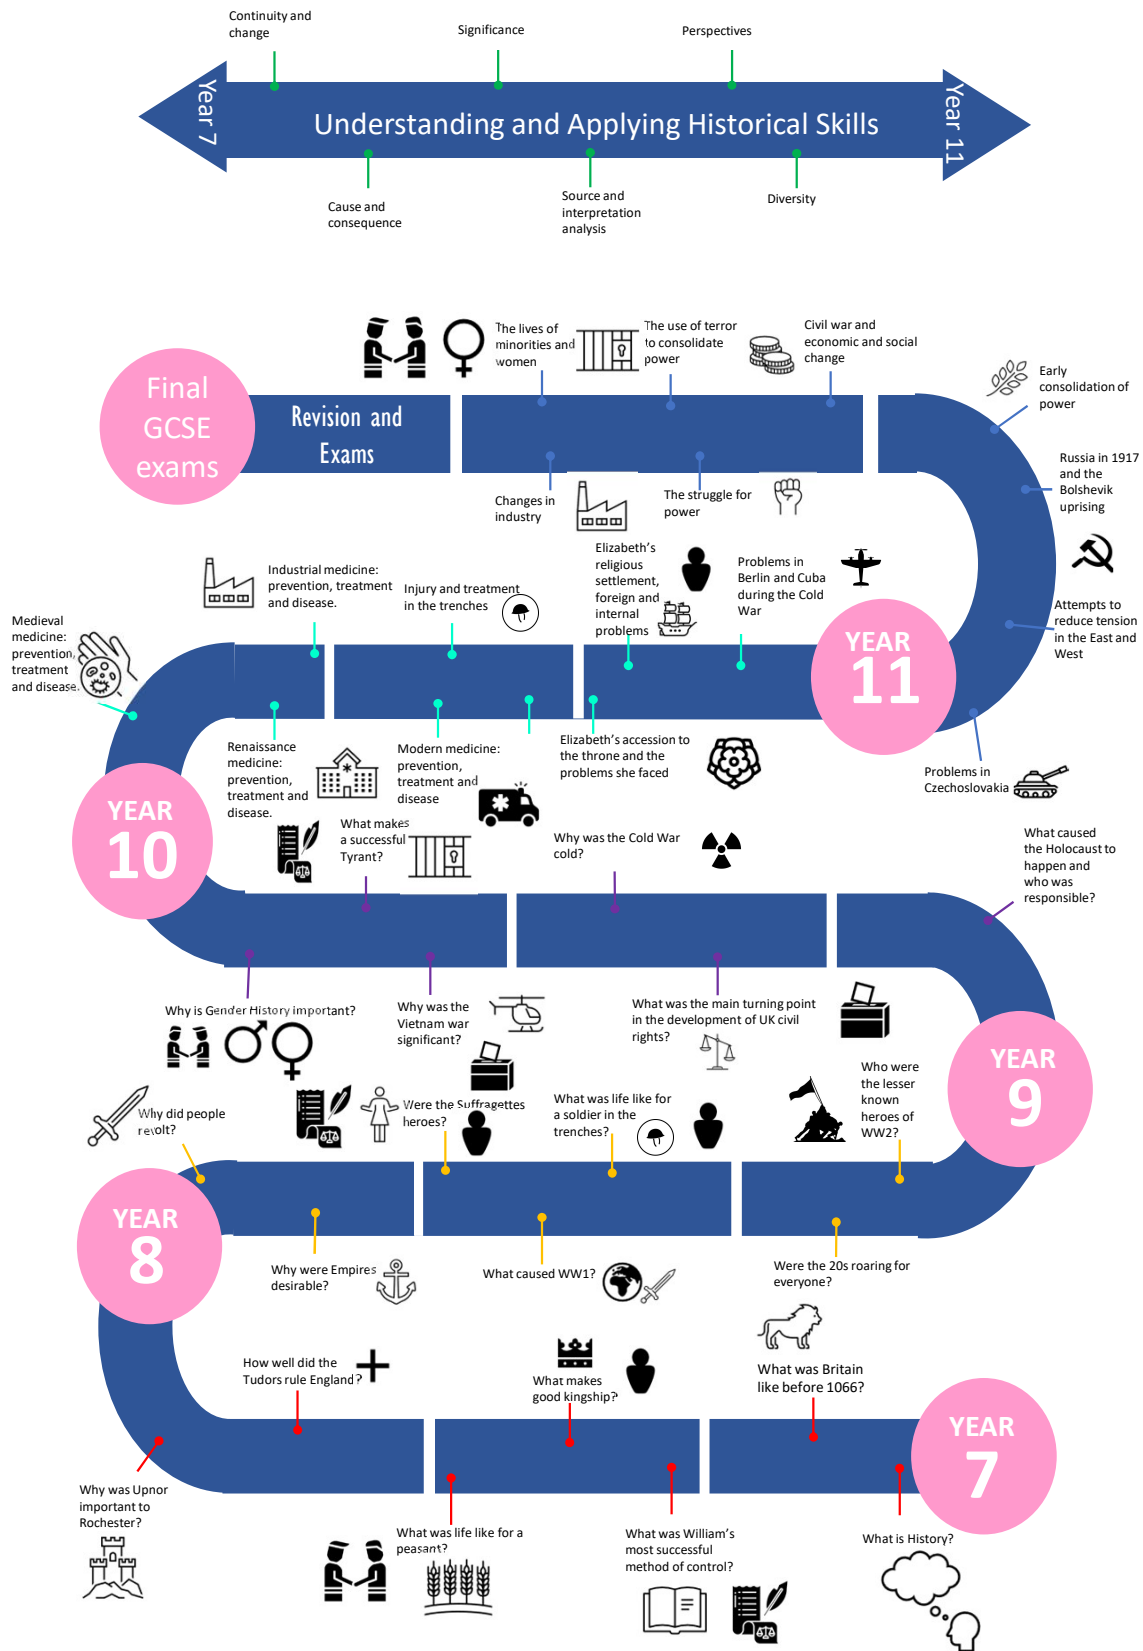 Continuity and
change
Significance
Perspectives
Year 7
Understanding and Applying Historical Skills
Year 11
Cause and
consequence
Source and
interpretation
analysis
Diversity
The lives of
minorities and
women
The use of terror
to consolidate
power
Civil war and
economic and social
change
Early
consolidation of
power
Final
GCSE
exams
Revision and
Exams
Russia in 1917
and the
Bolshevik
uprising
Changes in
industry
The struggle for
power
Industrial medicine:
prevention, treatment
and disease.
Injury and treatment
in the trenches
Elizabeth's
religious
settlement,
foreign and
internal
problems
Problems in
Berlin and Cuba
during the Cold
War
Attempts to
reduce tension
in the East and
West
Medieval
medicine:
prevention,
treatment
and disease.
YEAR
11
Renaissance
medicine:
prevention,
treatment and
disease.
Modern medicine:
prevention,
treatment and
disease
Elizabeth's accession to
the throne and the
problems she faced
Problems in
Czechoslovakia
YEAR
10
What makes
a successful
Tyrant?
Why was the Cold War
cold?
What caused
the Holocaust to
happen and
who was
responsible?
Why is Gender History important?
Why was the
Vietnam war
significant?
What was the main turning point
in the development of UK civil
rights?
YEAR
9
Why did people
revolt?
Were the Suffragettes
heroes?
What was life like for
a soldier in the
trenches?
Who were
the lesser
known
heroes of
WW2?
YEAR
8
Why were Empires
desirable?
What caused WW1?
Were the 20s roaring for
everyone?
How well did the
Tudors rule England?
What makes
good kingship?
What was Britain
like before 1066?
YEAR
7
Why was Upnor
important to
Rochester?
What was life like for a
peasant?
What was William's
most successful
method of control?
What is History?